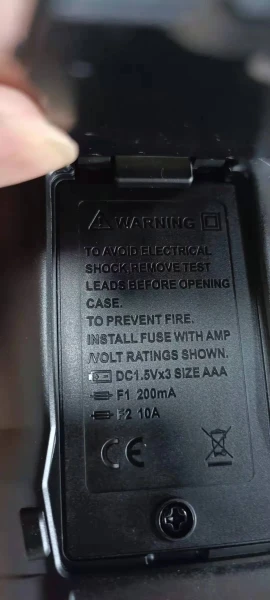 WARNING
TO AVOID ELECTRICAL
SHOCK REMOVE TEST
LEADS BEFORE OPENING
CASE.
TO PREVENT FIRE.
INSTALL FUSE WITH AMP
/VOLT RATINGS SHOWN.
DC1.5Vx3 SIZE AAA
F1 200mA
F2 10A
CE